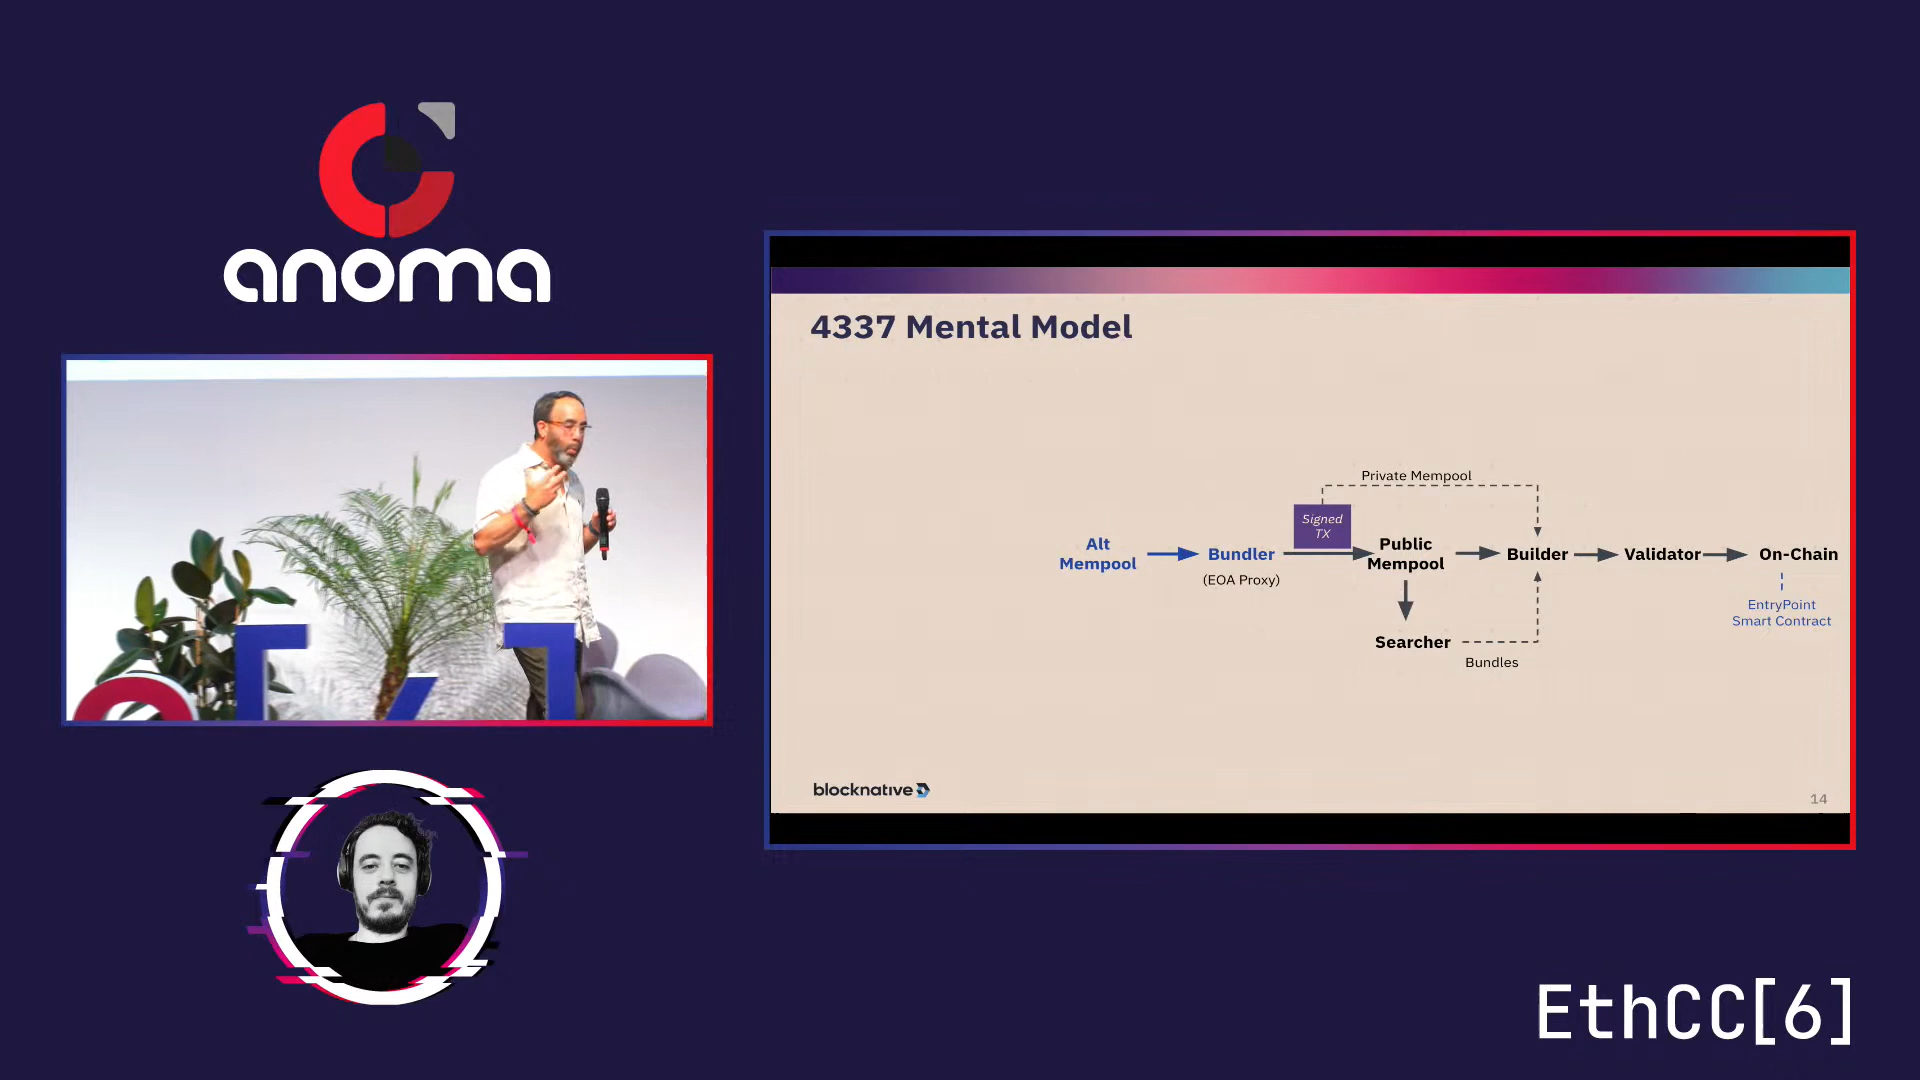 anoma
4337 Mental Model
Private Mempool
Signed
TX
Alt
Mempool
Bundler
(EOA Proxy)
Public
Mempool
Builder
Validator
On-Chain
EntryPoint
Smart Contract
Searcher
Bundles
blocknative
14
EthCC[6]